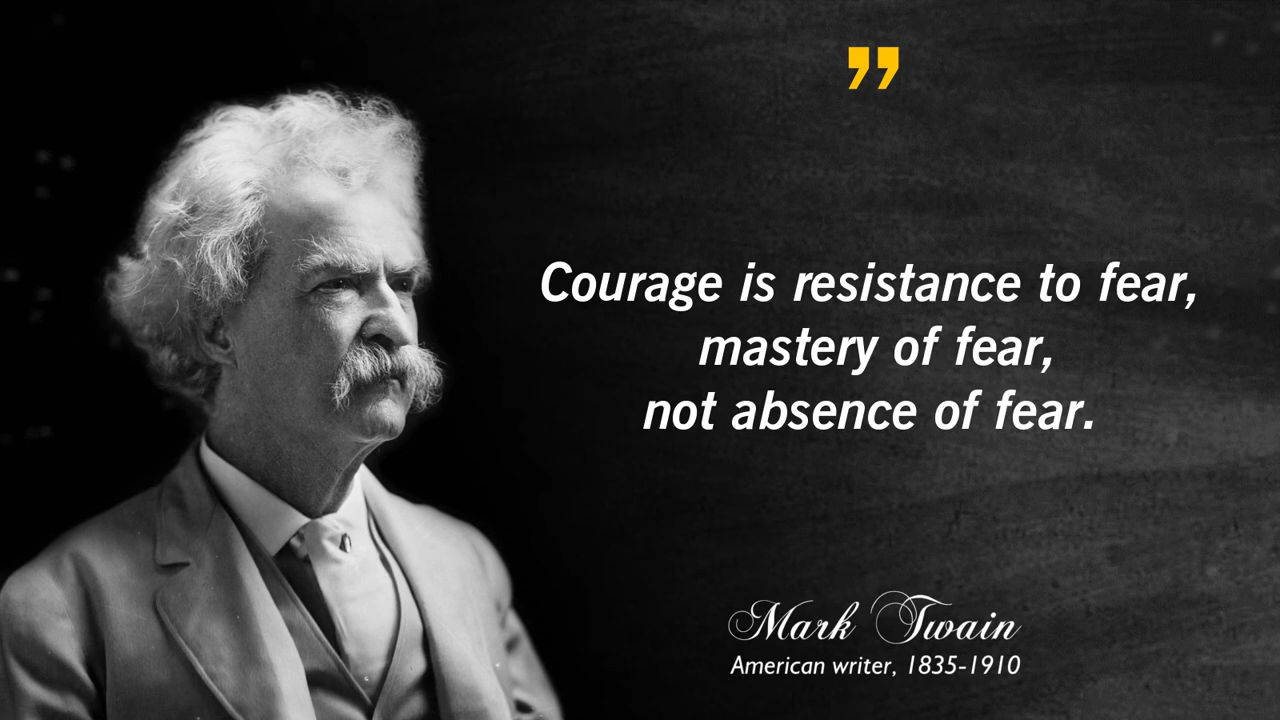 ”
Courage is resistance to fear,
mastery of fear,
not absence of fear.
Mark Twain
American writer, 1835-1910